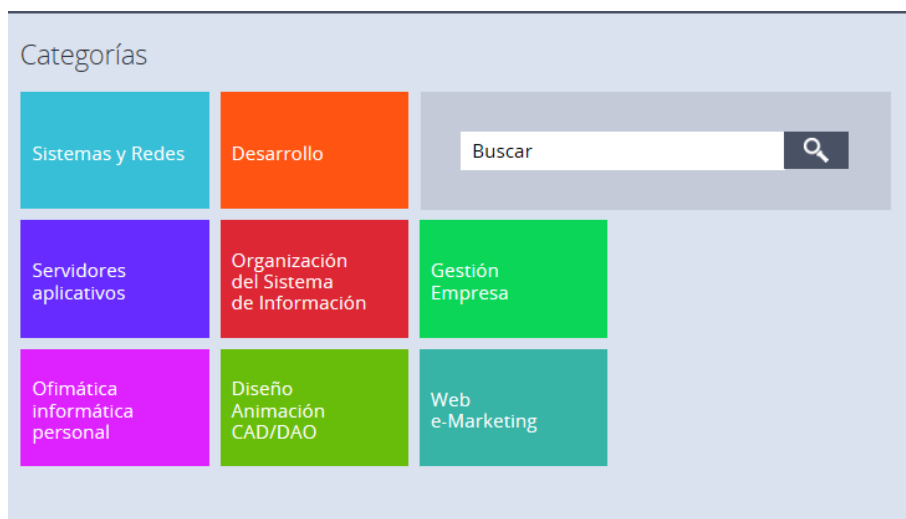 Categorías
Sistemas y Redes
Desarrollo
Buscar
Servidores
aplicativos
Organización
del Sistema
de Información
Gestión
Empresa
Ofimática
informática
personal
Diseño
Animación
CAD/DAO
Web
e-Marketing